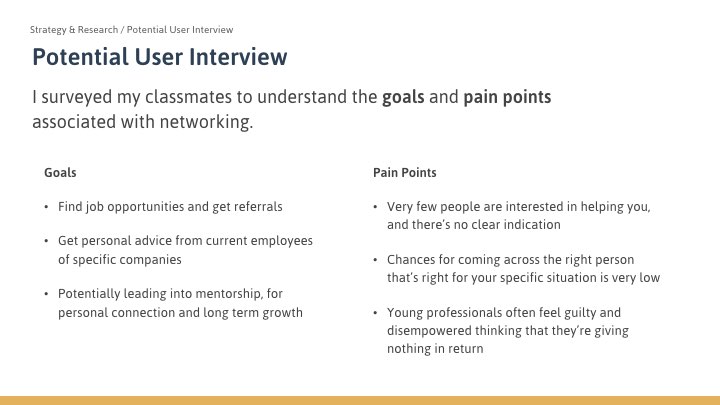 Strategy & Research / Potential User Interview
Potential User Interview
I surveyed my classmates to understand the goals and pain points
associated with networking.
Goals
• Find job opportunities and get referrals
• Get personal advice from current employees
of specific companies
• Potentially leading into mentorship, for
personal connection and long term growth
Pain Points
• Very few people are interested in helping you,
and there's no clear indication
• Chances for coming across the right person
that's right for your specific situation is very low
• Young professionals often feel guilty and
disempowered thinking that they're giving
nothing in return